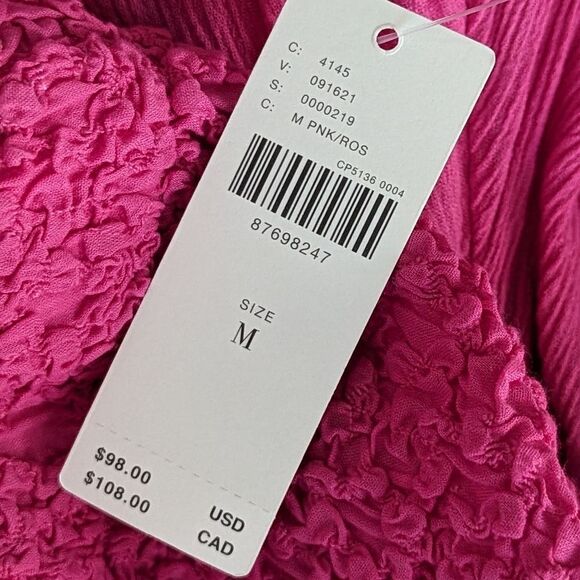 C: 4145
V: 091621
S: 0000219
C: M PNK/ROS
CP5136 0004
87698247
SIZE
M
$98.00 USD
$108.00 CAD